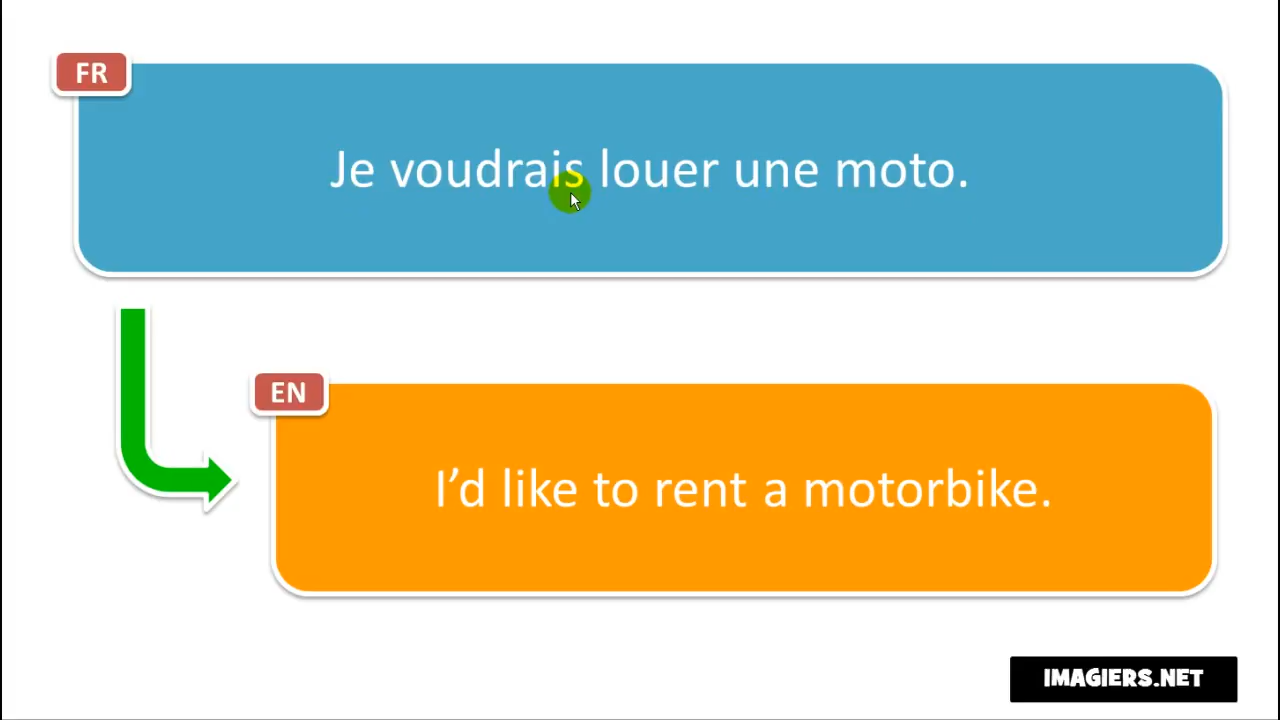 FR
Je voudrais louer une moto.
EN
I’d like to rent a motorbike.
IMAGIERS.NET